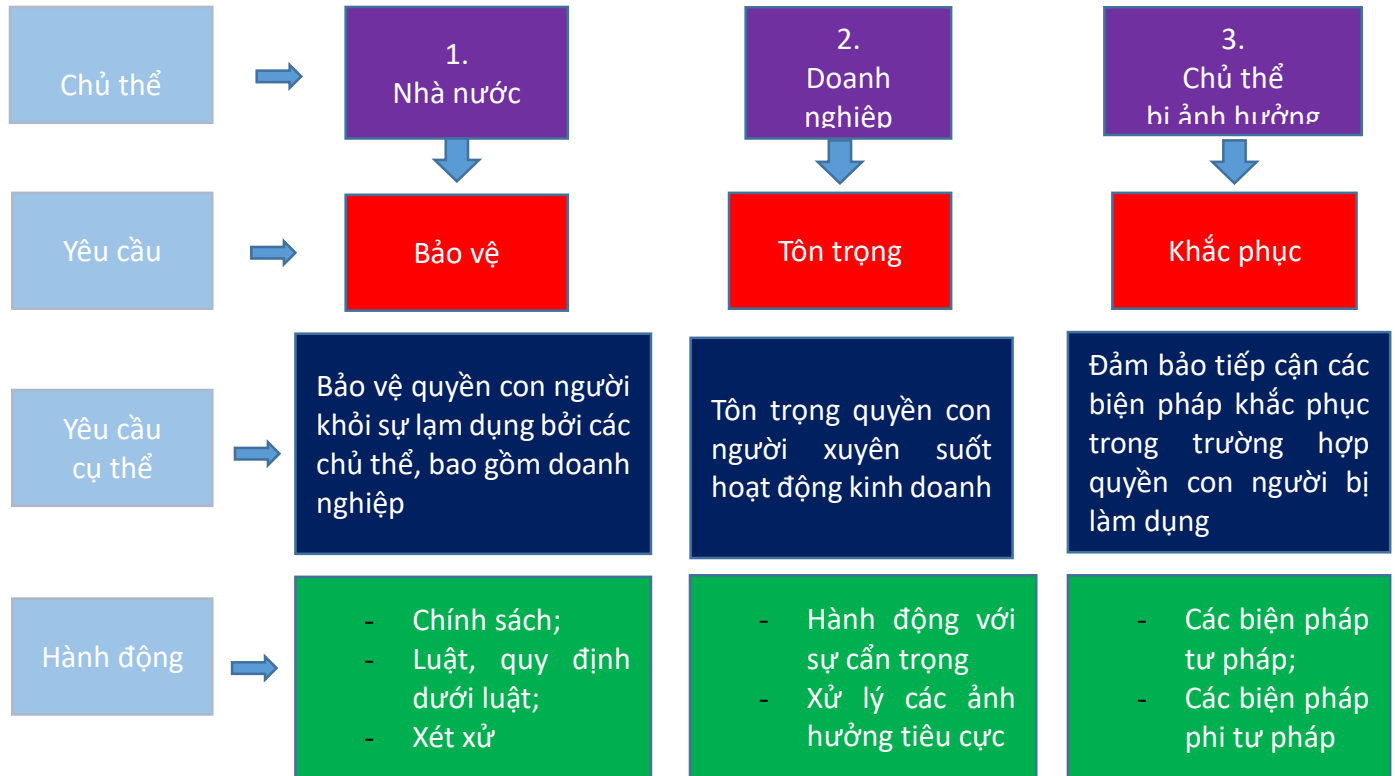 Chủ thể
1.
Nhà nước
2.
Doanh
nghiệp
3.
Chủ thể
bị ảnh hưởng
Yêu cầu
Bảo vệ
Tôn trọng
Khắc phục
Yêu cầu
cụ thể
Bảo vệ quyền con người
khỏi sự lạm dụng bởi các
chủ thể, bao gồm doanh
nghiệp
Tôn trọng quyền con
người xuyên suốt
hoạt động kinh doanh
Đảm bảo tiếp cận các
biện pháp khắc phục
trong trường hợp
quyền con người bị
làm dụng
Hành động
- Chính sách;
- Luật, quy định
dưới luật;
- Xét xử
- Hành động với
sự cẩn trọng
- Xử lý các ảnh
hưởng tiêu cực
- Các biện pháp
tư pháp;
- Các biện pháp
phi tư pháp